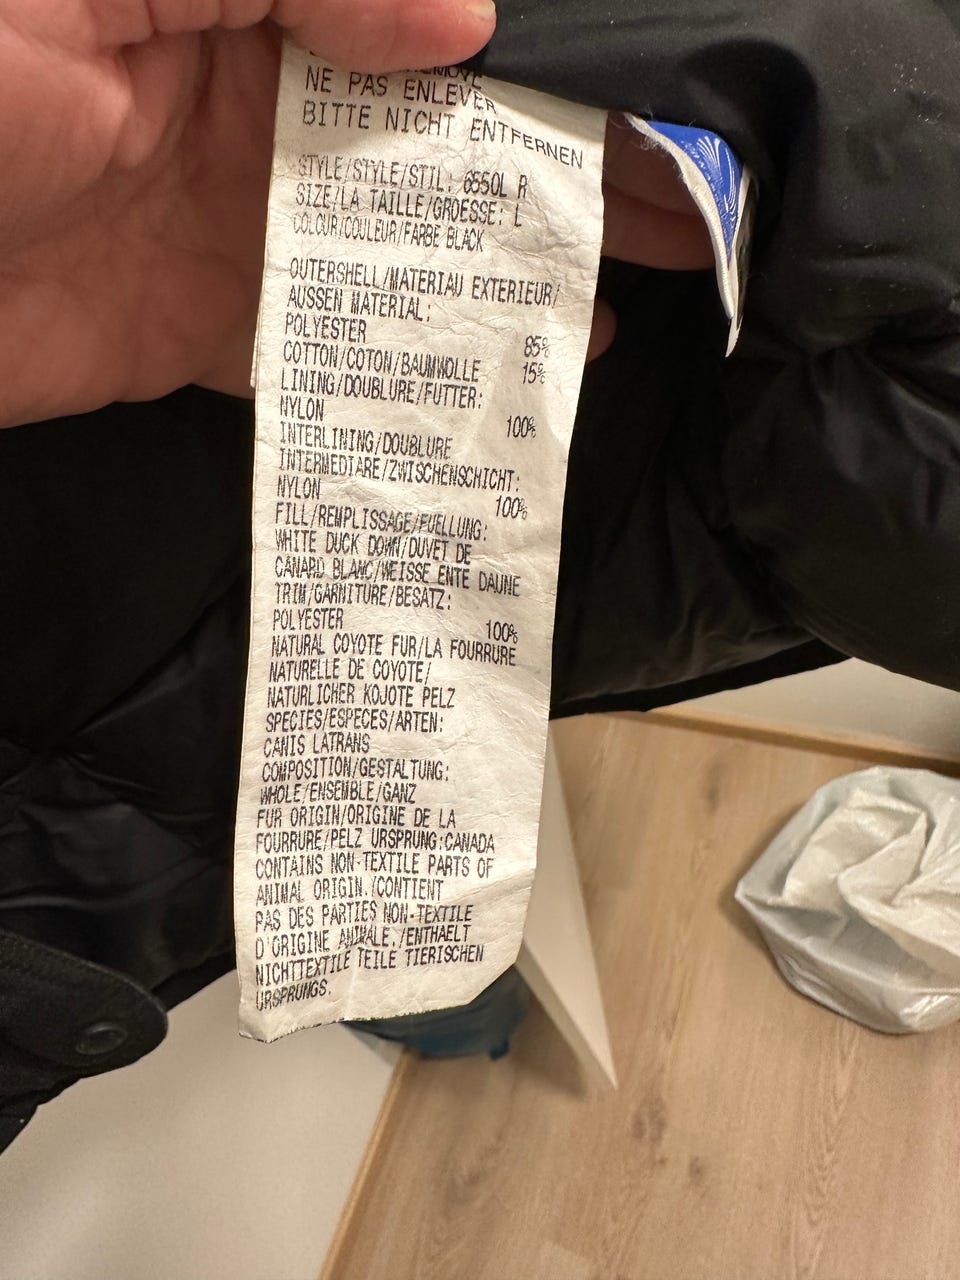 REMOVE
NE PAS ENLEVER
BITTE NICHT ENTFERNEN
STYLE/STYLE/STIL: 6550L R
SIZE/LA TAILLE/GROESSE: L
COLOUR/COULEUR/FARBE BLACK
OUTERSHELL/MATERIAU EXTERIEUR/
AUSSEN MATERIAL:
POLYESTER 85%
COTTON/COTON/BAUMWOLLE 15%
LINING/DOUBLURE/FUTTER:
NYLON 100%
INTERLINING/DOUBLURE
INTERMEDIARE/ZWISCHENSCHICHT:
NYLON 100%
FILL/REMPLISSAGE/FUELLUNG:
WHITE DUCK DOWN/DUVET DE
CANARD BLANC/WEISSE ENTE DAUNE
TRIM/GARNITURE/BESATZ:
POLYESTER 100%
NATURAL COYOTE FUR/LA FOURRURE
NATURELLE DE COYOTE/
NATURLICHER KOJOTE PELZ
SPECIES/ESPECES/ARTEN:
CANIS LATRANS
COMPOSITION/GESTALTUNG:
WHOLE/ENSEMBLE/GANZ
FUR ORIGIN/ORIGINE DE LA
FOURRURE/PELZ URSPRUNG:CANADA
CONTAINS NON-TEXTILE PARTS OF
ANIMAL ORIGIN./CONTIENT
PAS DES PARTIES NON-TEXTILE
D'ORIGINE ANIMALE./ENTHAELT
NICHTTEXTILE TEILE TIERISCHEN
URSPRUNGS.